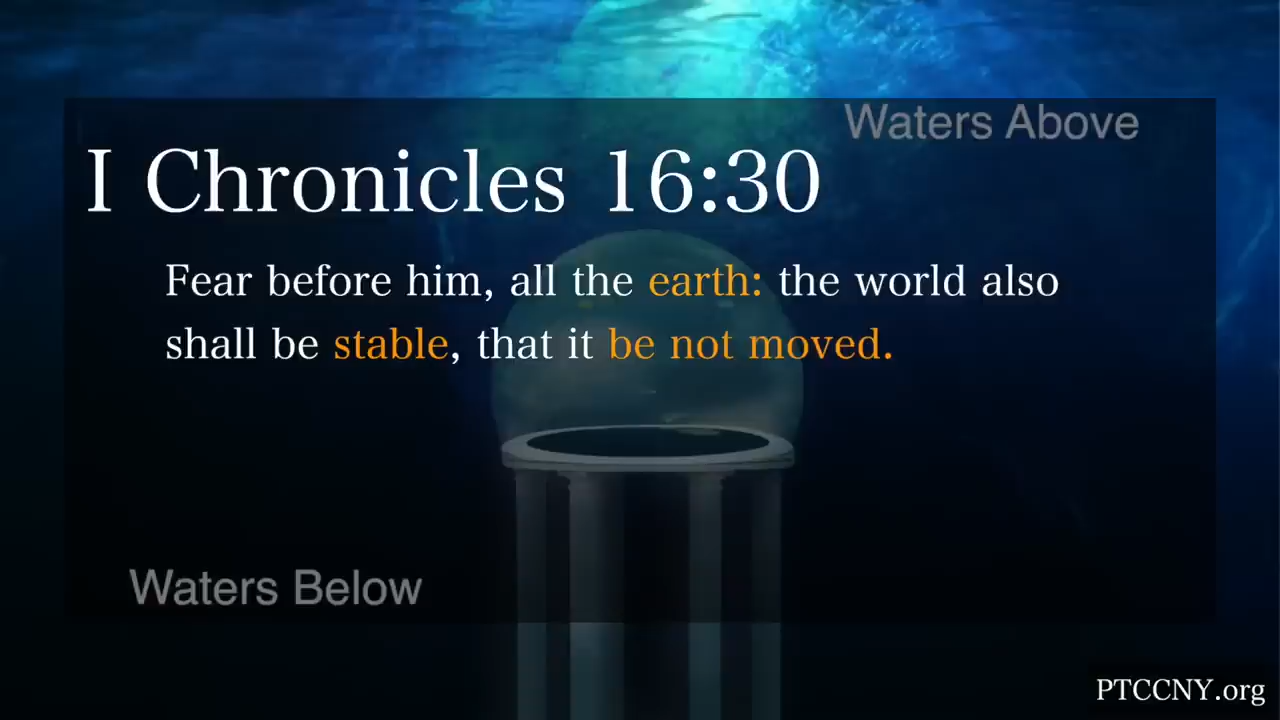 Waters Above
I Chronicles 16:30
Fear before him, all the earth: the world also
shall be stable, that it be not moved.
Waters Below
PTCCNY.org